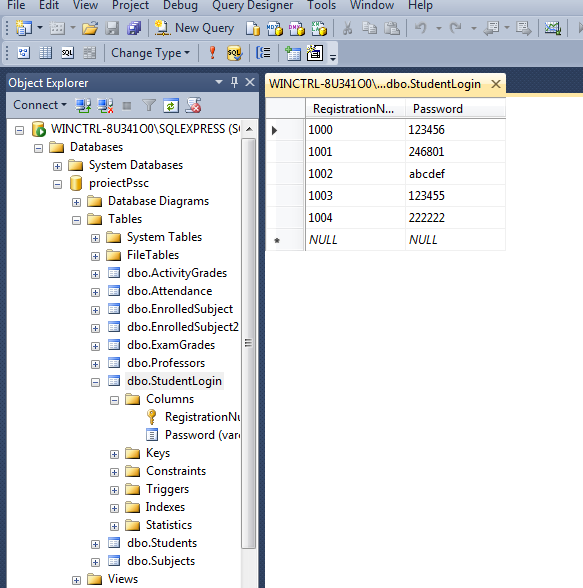 File Edit View Project Debug Query Designer Tools Window Help
New Query
Change Type
Object Explorer
Connect
WINCTRL-8U341O0\SQLEXPRESS (S
Databases
System Databases
proiectPssc
Database Diagrams
Tables
System Tables
FileTables
dbo.ActivityGrades
dbo.Attendance
dbo.EnrolledSubject
dbo.EnrolledSubject2
dbo.ExamGrades
dbo.Professors
dbo.StudentLogin
Columns
RegistrationNu
Password (varc
Keys
Constraints
Triggers
Indexes
Statistics
dbo.Students
dbo.Subjects
Views
WINCTRL-8U341O0\...dbo.StudentLogin
RegistrationN... Password
1000 123456
1001 246801
1002 abcdef
1003 123455
1004 222222
NULL NULL